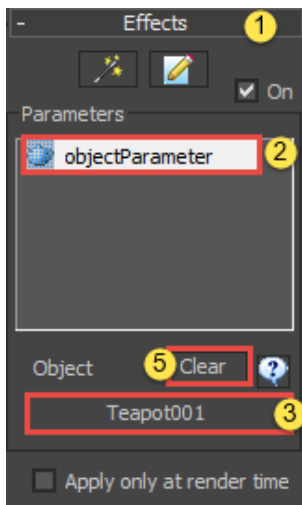 - Effects 1
On
Parameters
objectParameter 2
Object 5 Clear ?
Teapot001 3
Apply only at render time